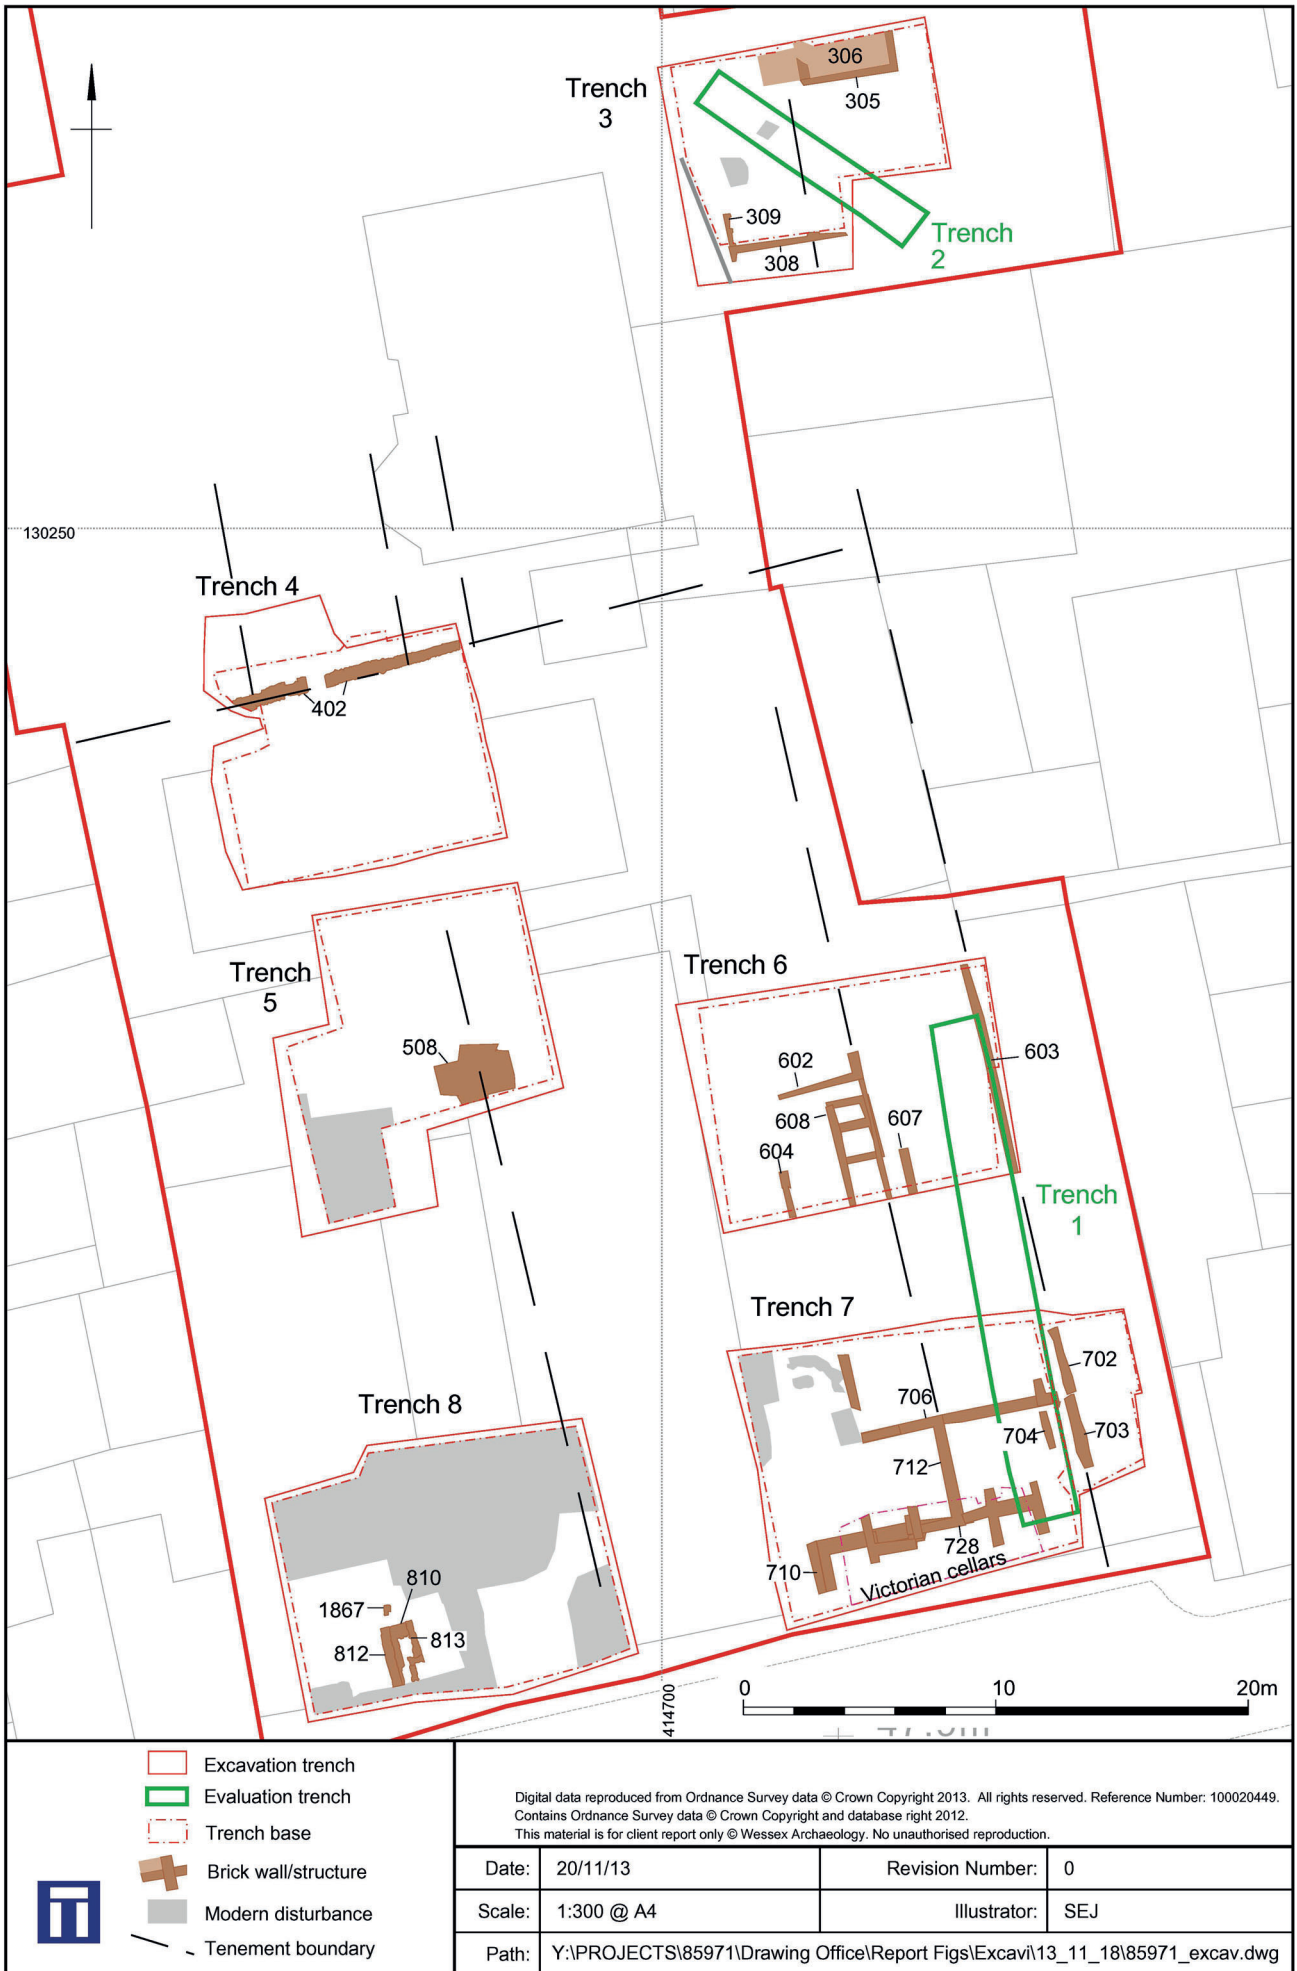 Trench
3
306
305
309
308
Trench
2
130250
Trench 4
402
Trench
5
508
Trench 6
602
603
608
607
604
Trench
1
Trench 7
702
706
704
703
712
728
710
Victorian cellars
Trench 8
810
1867
813
812
414700
0 10 20m
Excavation trench
Evaluation trench
Trench base
Brick wall/structure
Modern disturbance
Tenement boundary
Digital data reproduced from Ordnance Survey data © Crown Copyright 2013. All rights reserved. Reference Number: 100020449.
Contains Ordnance Survey data © Crown Copyright and database right 2012.
This material is for client report only © Wessex Archaeology. No unauthorised reproduction.
Date: 20/11/13 Revision Number: 0
Scale: 1:300 @ A4 Illustrator: SEJ
Path: Y:\PROJECTS\85971\Drawing Office\Report Figs\Excavi\13_11_18\85971_excav.dwg